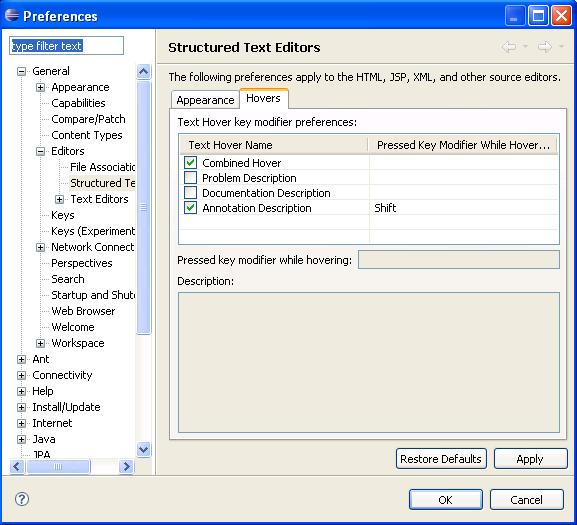 Preferences
type filter text
General
Appearance
Capabilities
Compare/Patch
Content Types
Editors
File Associatio
Structured Te
Text Editors
Keys
Keys (Experiment
Network Connect
Perspectives
Search
Startup and Shut
Web Browser
Welcome
Workspace
Ant
Connectivity
Help
Install/Update
Internet
Java
JPA
Structured Text Editors
The following preferences apply to the HTML, JSP, XML, and other source editors.
Appearance Hovers
Text Hover key modifier preferences:
Text Hover Name Pressed Key Modifier While Hover...
Combined Hover
Problem Description
Documentation Description
Annotation Description Shift
Pressed key modifier while hovering:
Description:
Restore Defaults Apply
? OK Cancel